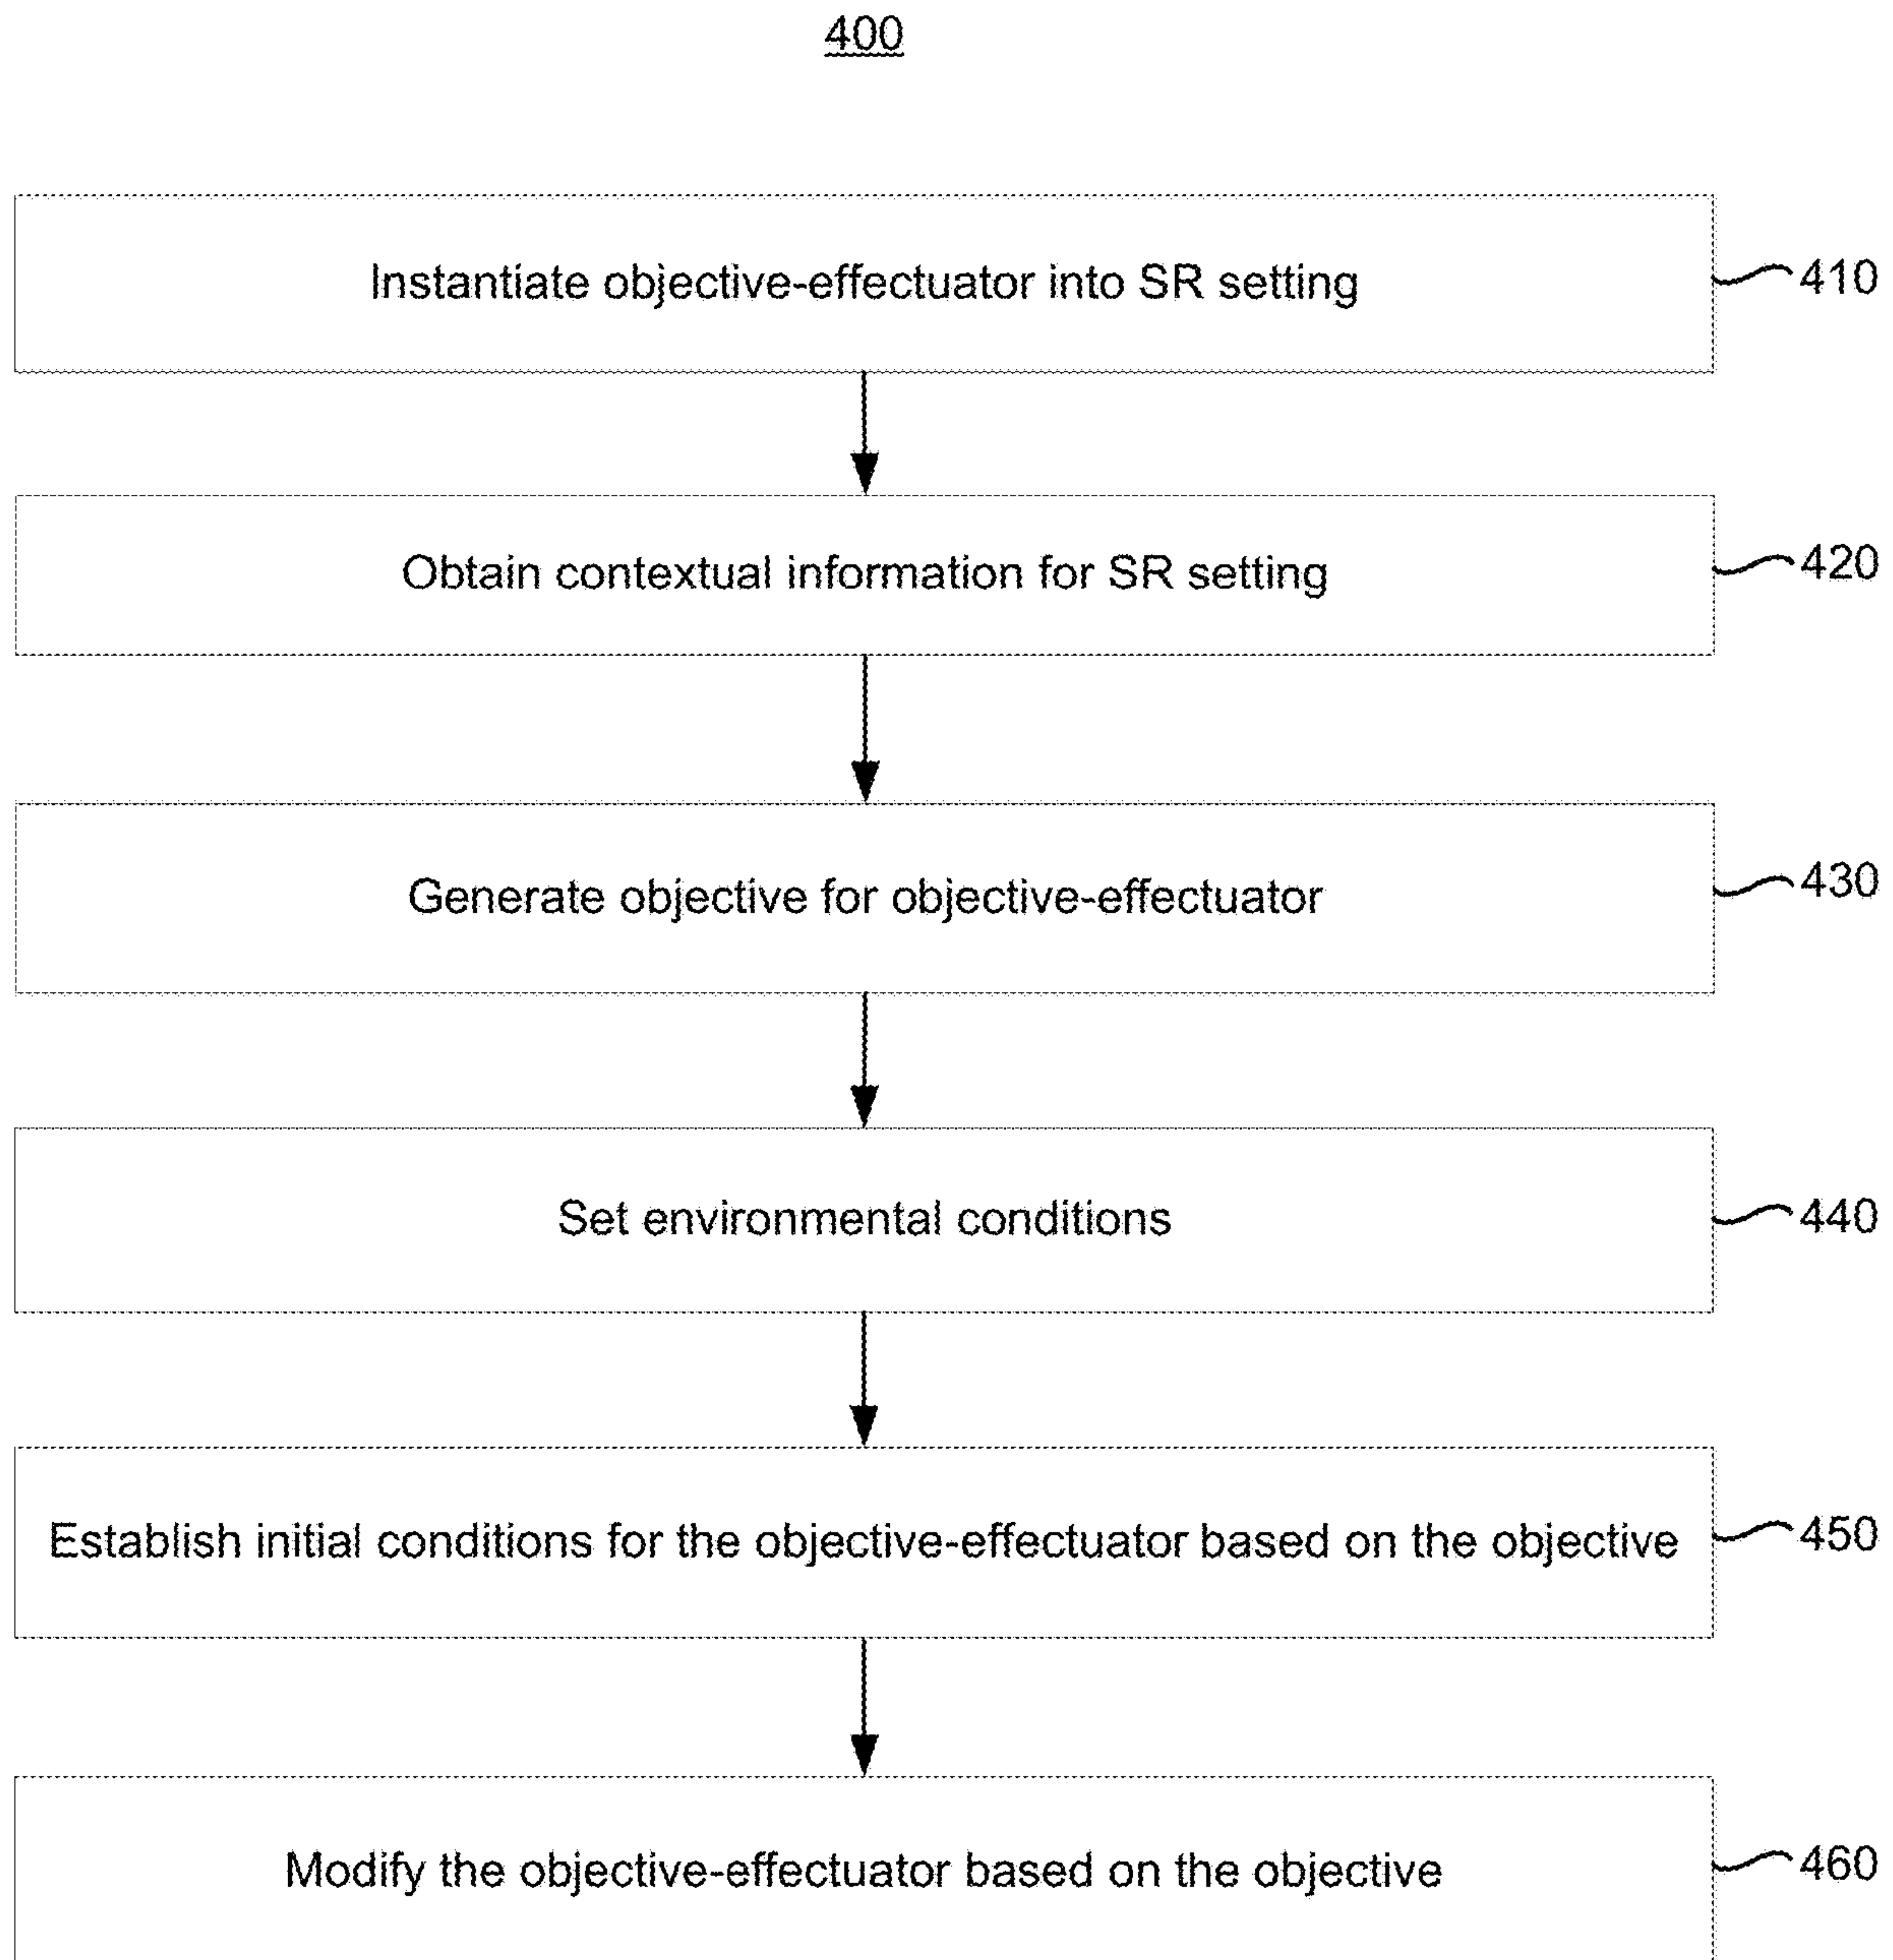 400
Instantiate objective-effectuator into SR setting
410
Obtain contextual information for SR setting
420
Generate objective for objective-effectuator
430
Set environmental conditions
440
Establish initial conditions for the objective-effectuator based on the objective
450
Modify the objective-effectuator based on the objective
460